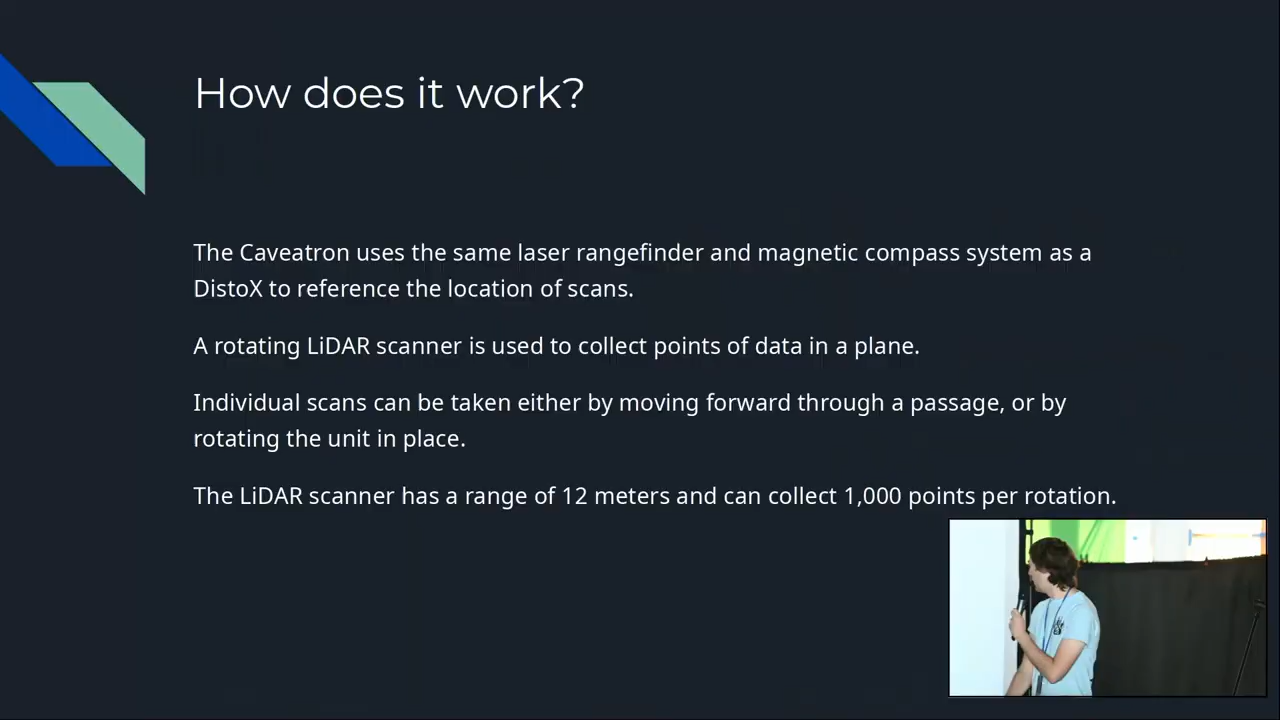 How does it work?
The Caveatron uses the same laser rangefinder and magnetic compass system as a
DistoX to reference the location of scans.
A rotating LiDAR scanner is used to collect points of data in a plane.
Individual scans can be taken either by moving forward through a passage, or by
rotating the unit in place.
The LiDAR scanner has a range of 12 meters and can collect 1,000 points per rotation.